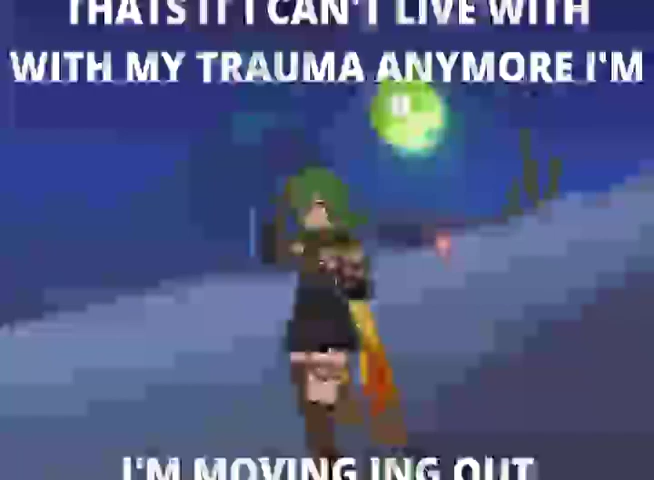 THATS IT I CAN'T LIVE WITH
WITH MY TRAUMA ANYMORE I'M
I'M MOVING ING OUT